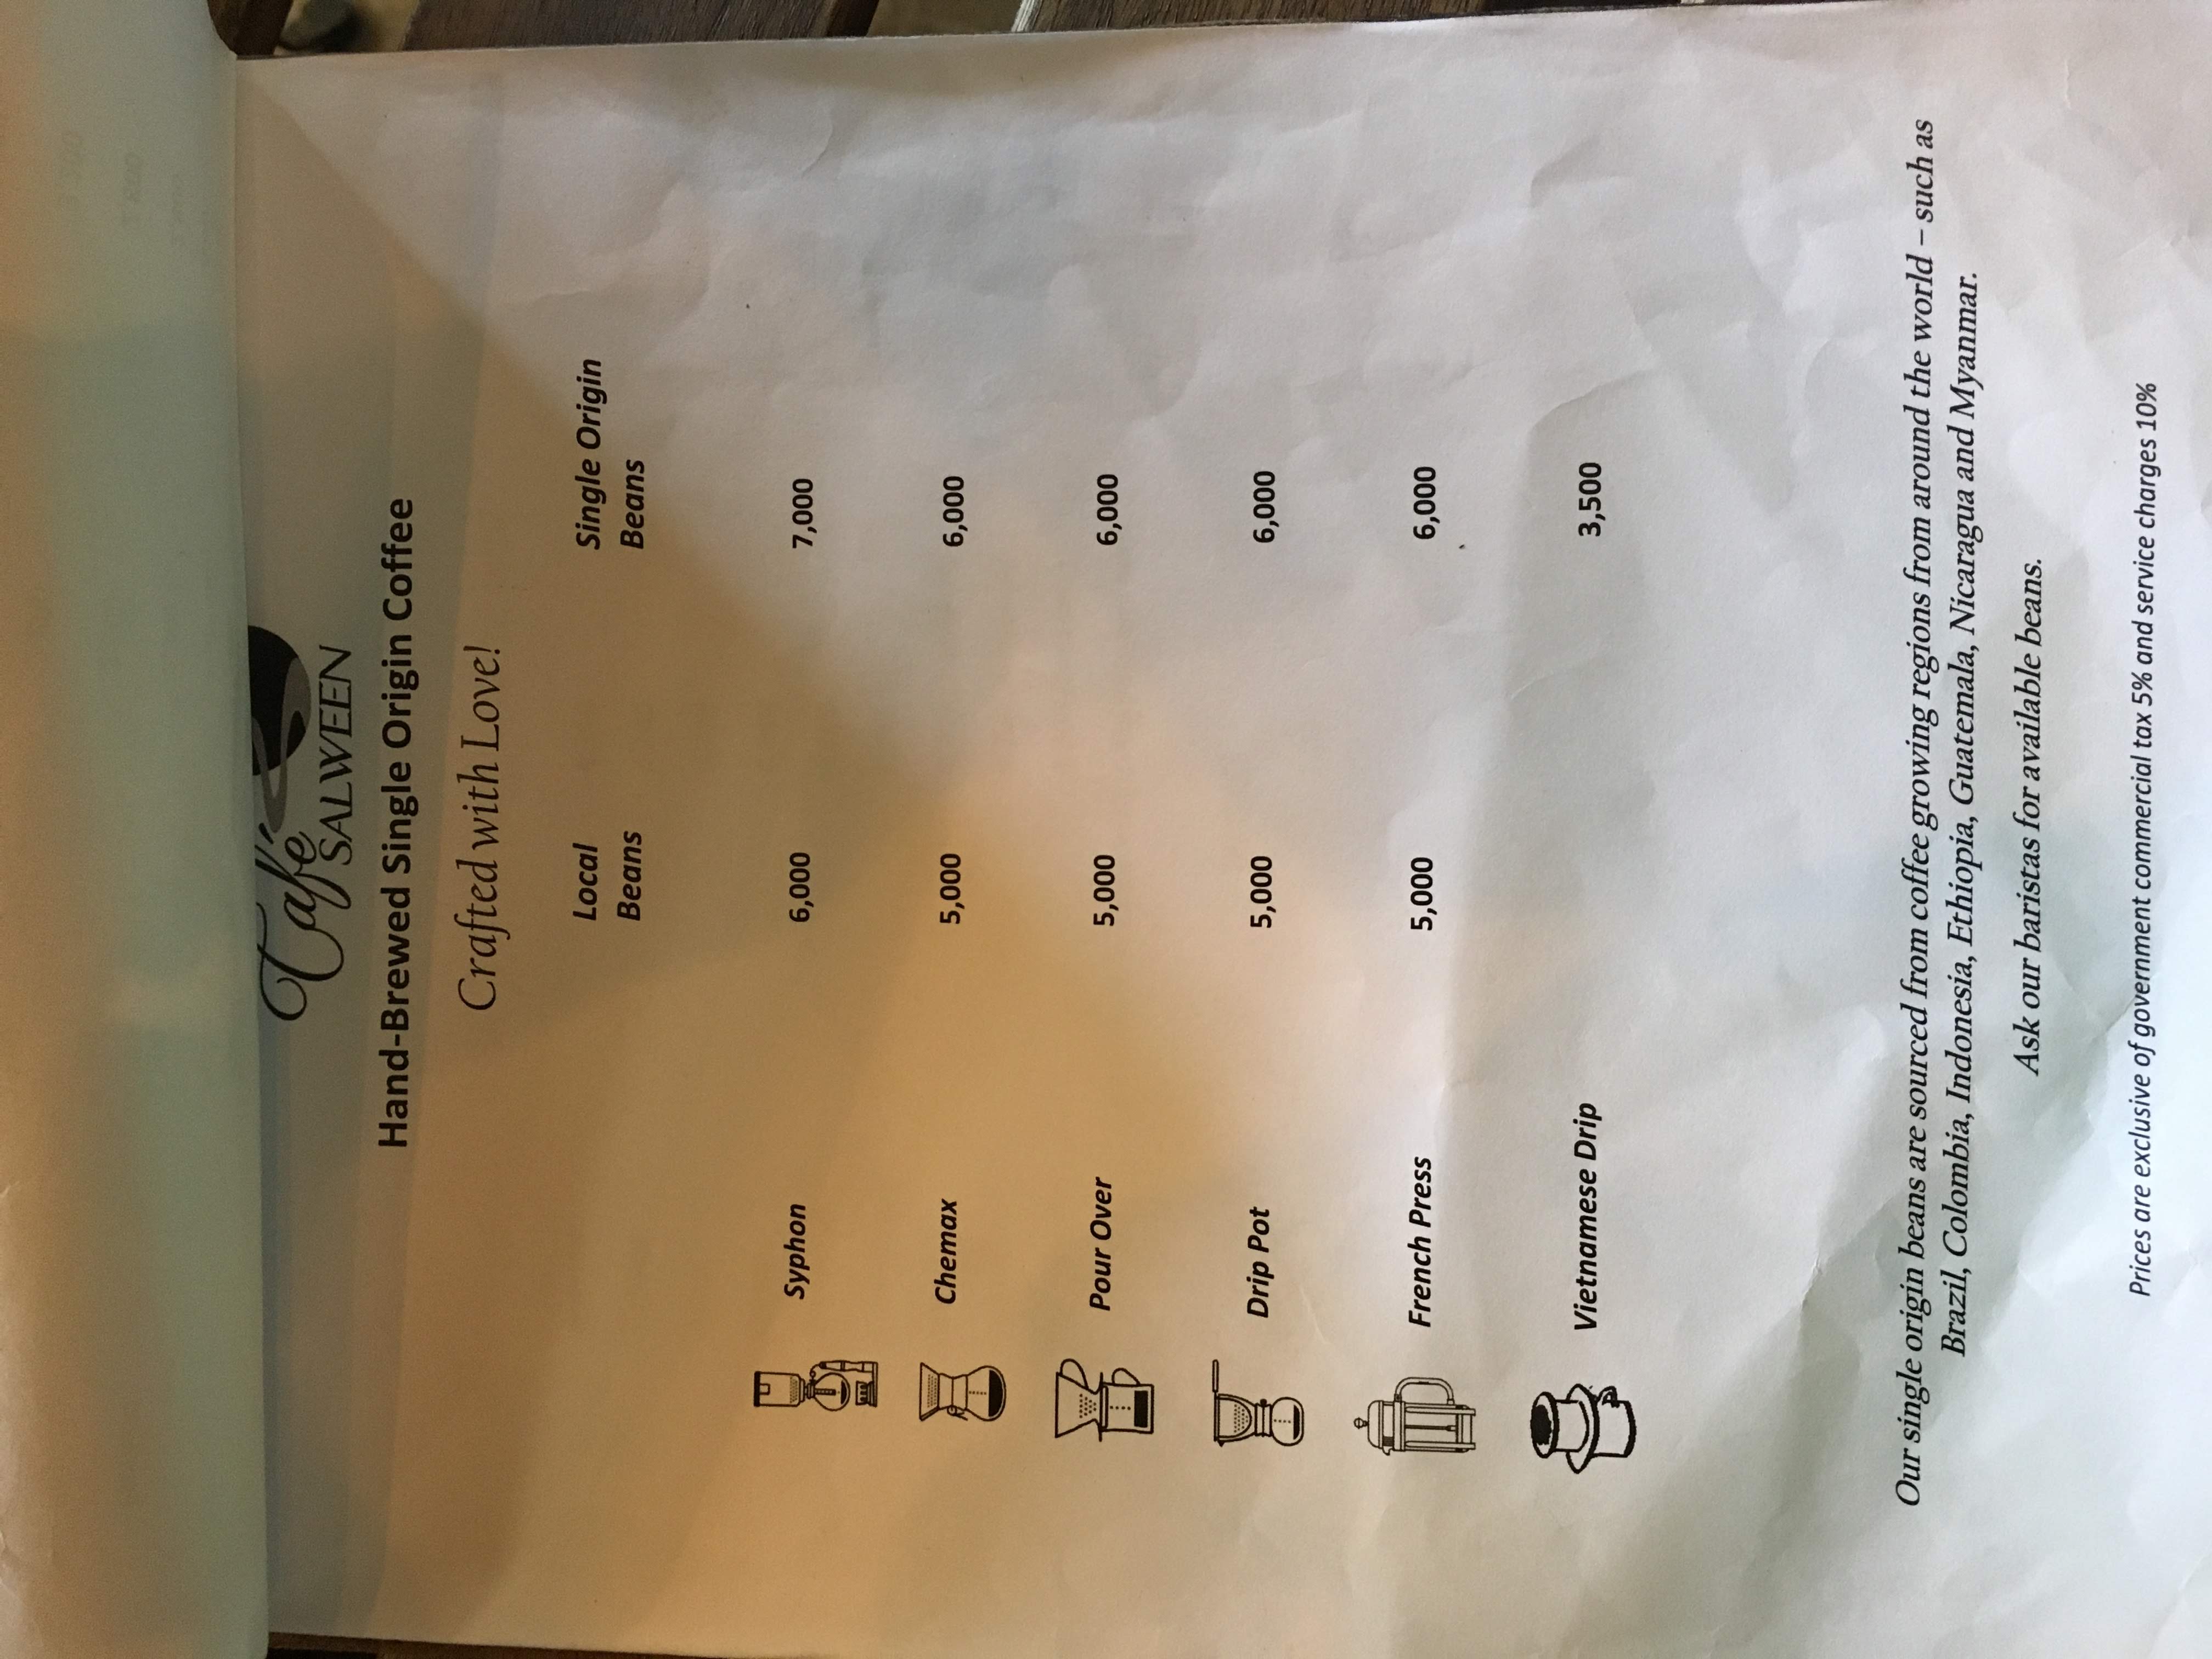 Café
SALWEEN
Hand-Brewed Single Origin Coffee
Crafted with Love!
Local Beans
Single Origin Beans
Syphon 6,000 7,000
Chemax 5,000 6,000
Pour Over 5,000 6,000
Drip Pot 5,000 6,000
French Press 5,000 6,000
Vietnamese Drip 3,500
Our single origin beans are sourced from coffee growing regions from around the world – such as
Brazil, Colombia, Indonesia, Ethiopia, Guatemala, Nicaragua and Myanmar.
Ask our baristas for available beans.
Prices are exclusive of government commercial tax 5% and service charges 10%